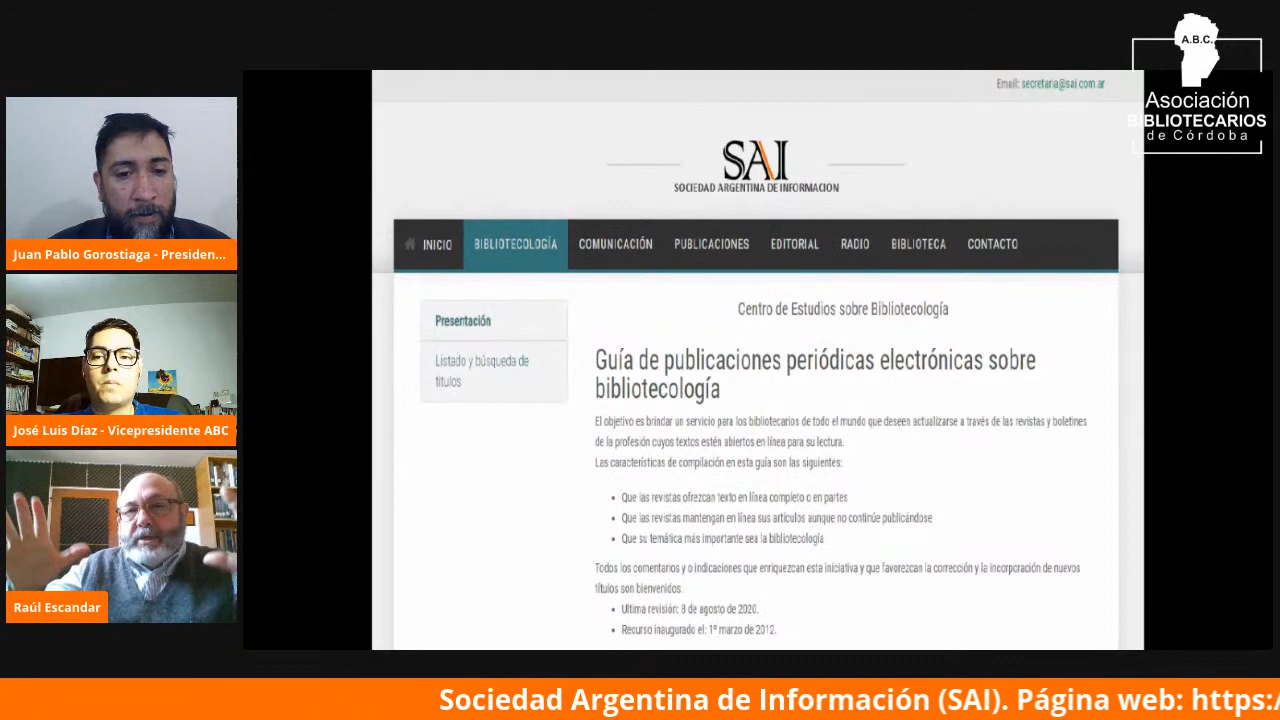 A.B.C.
Asociación
BIBLIOTECARIOS
de Córdoba
Email: secretaria@sai.com.ar
SAI
SOCIEDAD ARGENTINA DE INFORMACION
INICIO
BIBLIOTECOLOGÍA
COMUNICACIÓN
PUBLICACIONES
EDITORIAL
RADIO
BIBLIOTECA
CONTACTO
Presentación
Listado y búsqueda de
títulos
Centro de Estudios sobre Bibliotecología
Guía de publicaciones periódicas electrónicas sobre
bibliotecología
El objetivo es brindar un servicio para los bibliotecarios de todo el mundo que deseen actualizarse a través de las revistas y boletines
de la profesión cuyos textos estén abiertos en línea para su lectura.
Las características de compilación en esta guía son las siguientes:
• Que las revistas ofrezcan texto en línea completo o en partes
• Que las revistas mantengan en línea sus artículos aunque no continúe publicándose
• Que su temática más importante sea la bibliotecología
Todos los comentarios y o indicaciones que enriquezcan esta iniciativa y que favorezcan la corrección y la incorporación de nuevos
títulos son bienvenidos.
• Ultima revisión: 8 de agosto de 2020.
• Recurso inaugurado el: 1º marzo de 2012.
Juan Pablo Gorostiaga - Presiden...
José Luis Díaz - Vicepresidente ABC
Raúl Escandar
Sociedad Argentina de Información (SAI). Página web: https:/